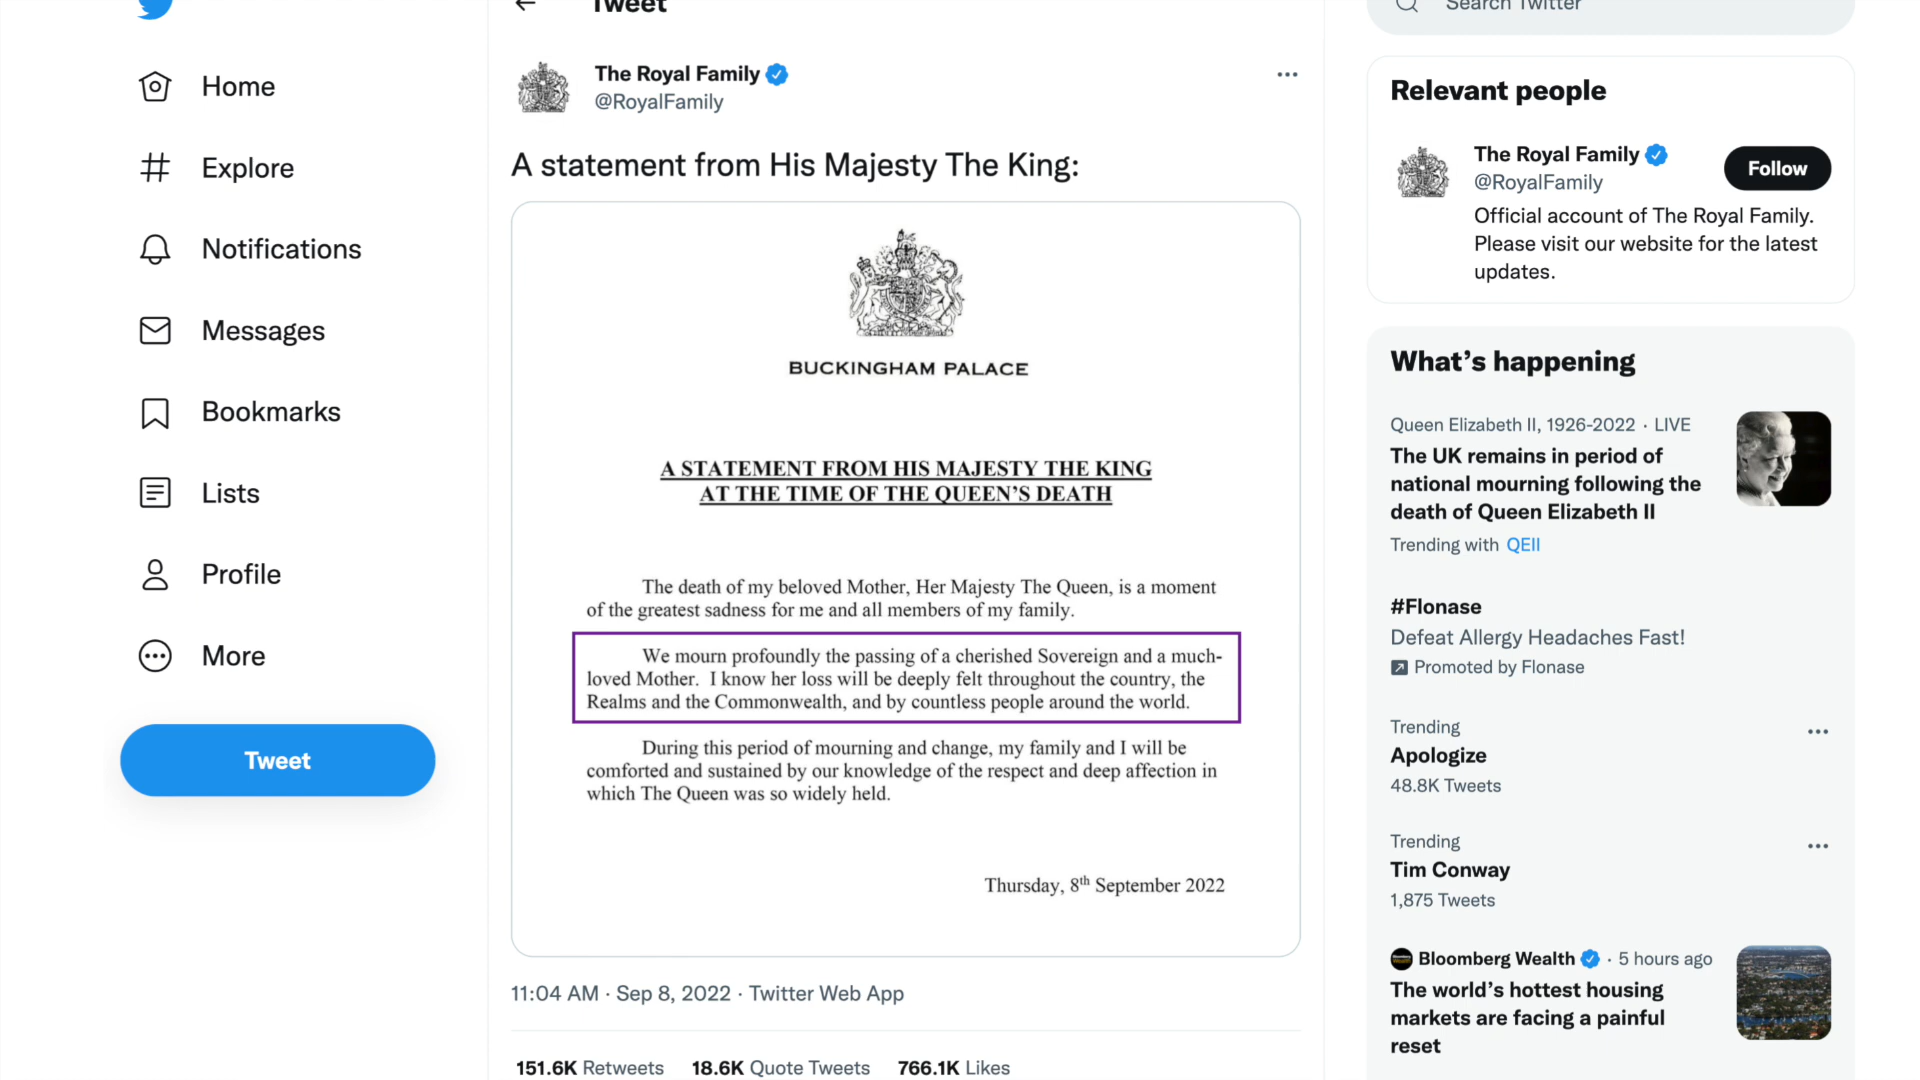 Tweet
Search Twitter
Home
Explore
Notifications
Messages
Bookmarks
Lists
Profile
More
Tweet
The Royal Family
@RoyalFamily
A statement from His Majesty The King:
BUCKINGHAM PALACE
A STATEMENT FROM HIS MAJESTY THE KING
AT THE TIME OF THE QUEEN’S DEATH
The death of my beloved Mother, Her Majesty The Queen, is a moment
of the greatest sadness for me and all members of my family.
We mourn profoundly the passing of a cherished Sovereign and a much-
loved Mother. I know her loss will be deeply felt throughout the country, the
Realms and the Commonwealth, and by countless people around the world.
During this period of mourning and change, my family and I will be
comforted and sustained by our knowledge of the respect and deep affection in
which The Queen was so widely held.
Thursday, 8th September 2022
11:04 AM · Sep 8, 2022 · Twitter Web App
151.6K Retweets 18.6K Quote Tweets 766.1K Likes
Relevant people
The Royal Family
@RoyalFamily
Follow
Official account of The Royal Family.
Please visit our website for the latest
updates.
What’s happening
Queen Elizabeth II, 1926-2022 · LIVE
The UK remains in period of
national mourning following the
death of Queen Elizabeth II
Trending with QEII
#Flonase
Defeat Allergy Headaches Fast!
Promoted by Flonase
Trending
Apologize
48.8K Tweets
Trending
Tim Conway
1,875 Tweets
Bloomberg Wealth · 5 hours ago
The world’s hottest housing
markets are facing a painful
reset